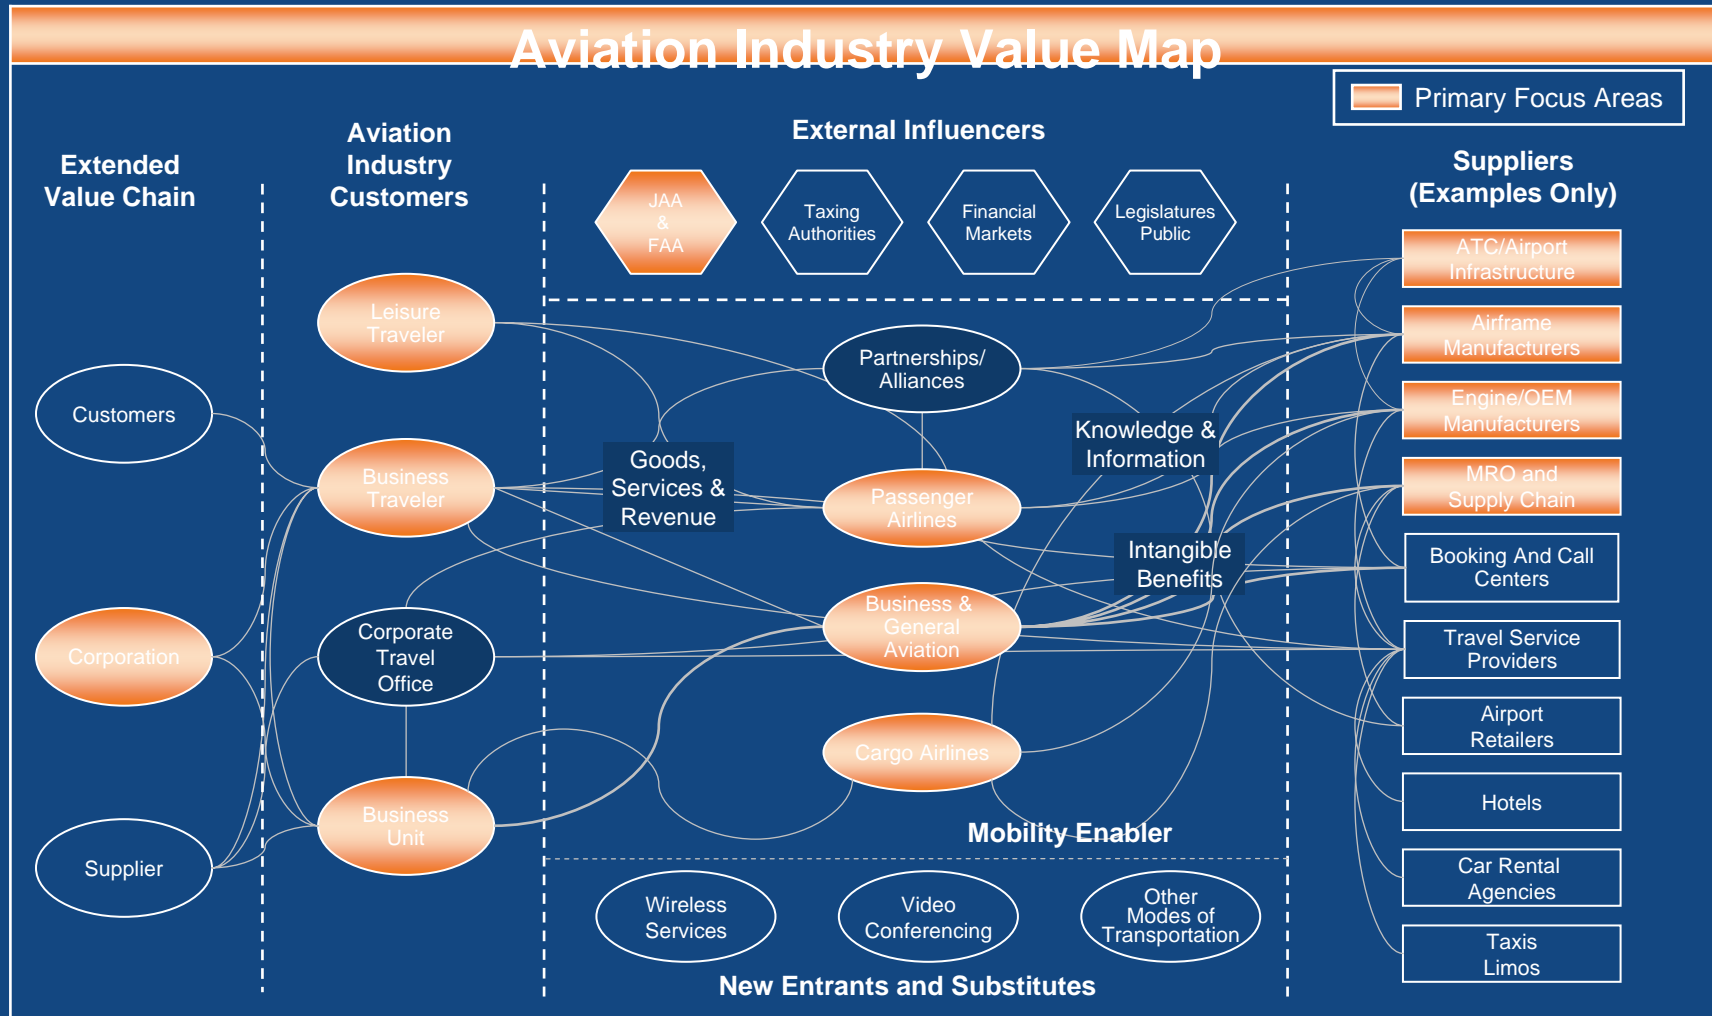 Aviation Industry Value Map
Primary Focus Areas
Extended
Value Chain
Customers
Corporation
Supplier
Aviation
Industry
Customers
Leisure
Traveler
Business
Traveler
Corporate
Travel
Office
Business
Unit
External Influencers
JAA
&
FAA
Taxing
Authorities
Financial
Markets
Legislatures
Public
Partnerships/
Alliances
Goods,
Services &
Revenue
Knowledge &
Information
Passenger
Airlines
Intangible
Benefits
Business &
General
Aviation
Cargo Airlines
Mobility Enabler
Wireless
Services
Video
Conferencing
Other
Modes of
Transportation
New Entrants and Substitutes
Suppliers
(Examples Only)
ATC/Airport
Infrastructure
Airframe
Manufacturers
Engine/OEM
Manufacturers
MRO and
Supply Chain
Booking And Call
Centers
Travel Service
Providers
Airport
Retailers
Hotels
Car Rental
Agencies
Taxis
Limos